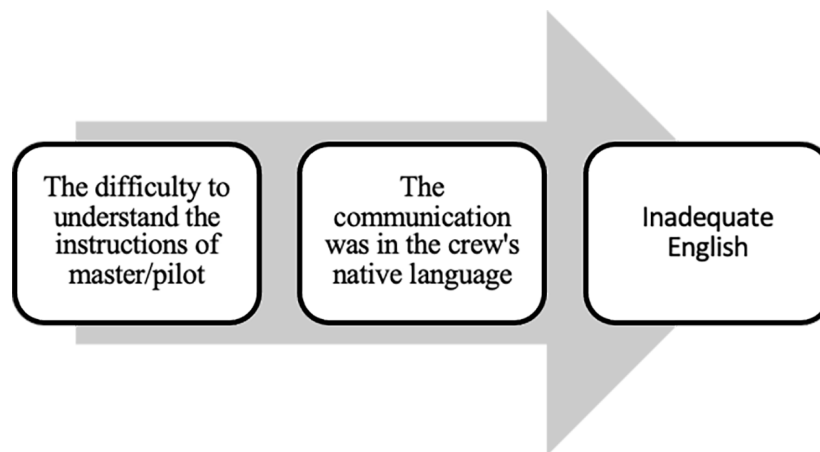 The difficulty to
understand the
instructions of
master/pilot
The
communication
was in the crew's
native language
Inadequate
English